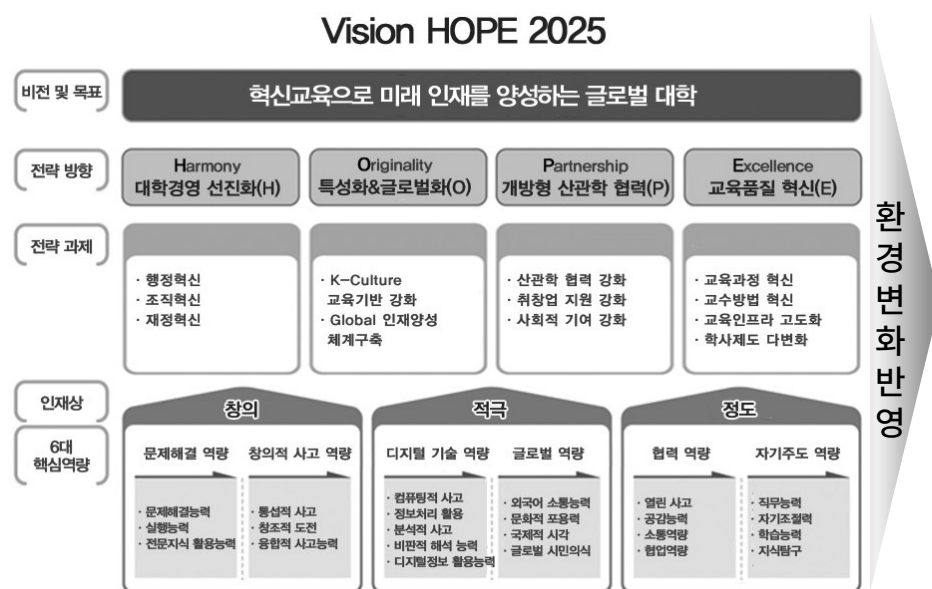 Vision HOPE 2025
비전 및 목표
혁신교육으로 미래 인재를 양성하는 글로벌 대학
전략 방향
Harmony
대학경영 선진화(H)
Originality
특성화&글로벌화(O)
Partnership
개방형 산관학 협력(P)
Excellence
교육품질 혁신(E)
전략 과제
· 행정혁신
· 조직혁신
· 재정혁신
· K-Culture
교육기반 강화
· Global 인재양성
체계구축
· 산관학 협력 강화
· 취창업 지원 강화
· 사회적 기여 강화
· 교육과정 혁신
· 교수방법 혁신
· 교육인프라 고도화
· 학사제도 다변화
인재상
창의
적극
정도
6대
핵심역량
문제해결 역량
· 문제해결능력
· 실행능력
· 전문지식 활용능력
창의적 사고 역량
· 통섭적 사고
· 창조적 도전
· 융합적 사고능력
디지털 기술 역량
· 컴퓨팅적 사고
· 정보처리 활용
· 분석적 사고
· 비판적 해석 능력
· 디지털정보 활용능력
글로벌 역량
· 외국어 소통능력
· 문화적 포용력
· 국제적 시각
· 글로벌 시민의식
협력 역량
· 열린 사고
· 공감능력
· 소통역량
· 협업역량
자기주도 역량
· 직무능력
· 자기조절력
· 학습능력
· 지식탐구
환경변화반영